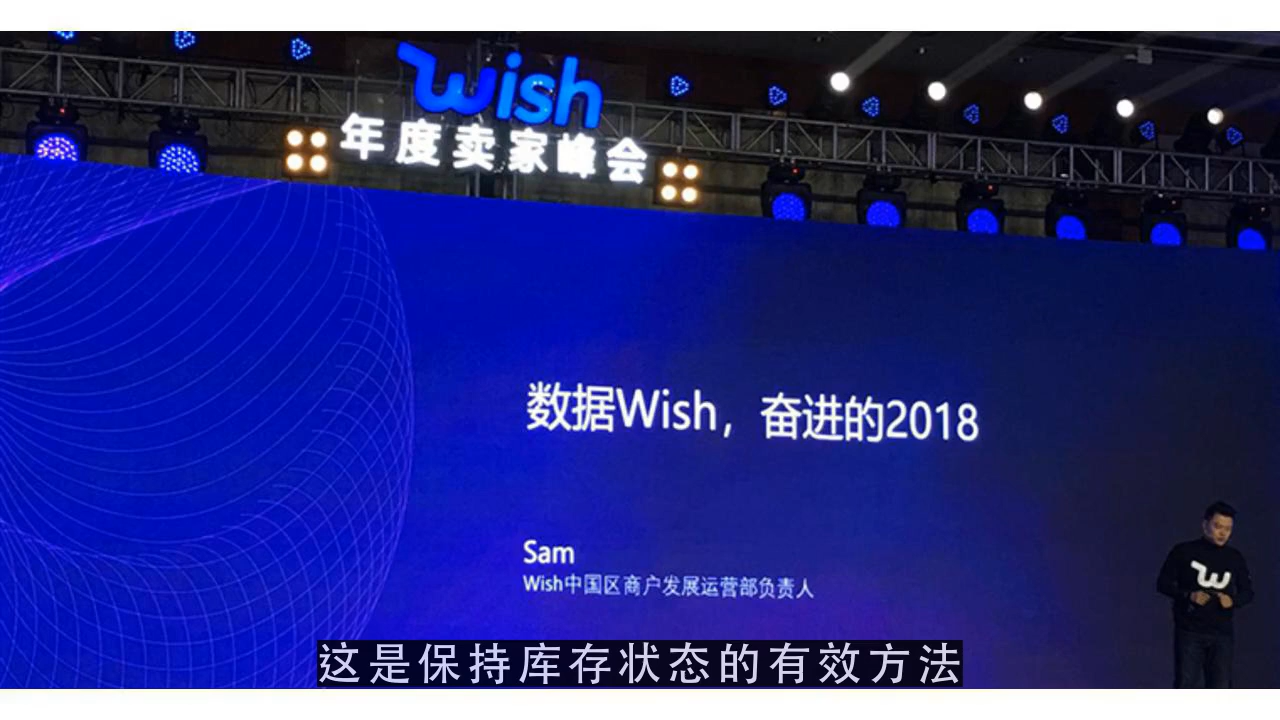 wish
年度卖家峰会
数据Wish，奋进的2018
Sam
Wish中国区商户发展运营部负责人
这是保持库存状态的有效方法